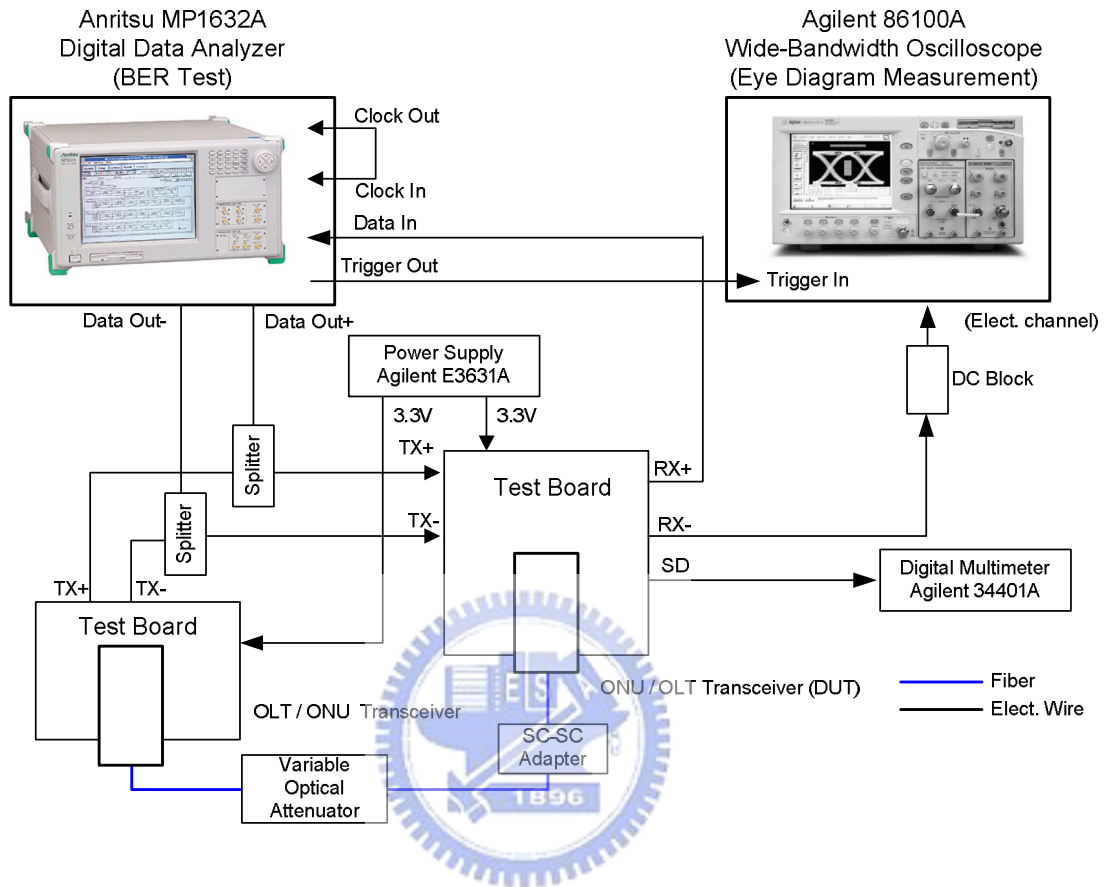 Anritsu MP1632A
Digital Data Analyzer
(BER Test)
Agilent 86100A
Wide-Bandwidth Oscilloscope
(Eye Diagram Measurement)
Clock Out
Clock In
Data In
Trigger Out
Trigger In
Data Out-
Data Out+
(Elect. channel)
Power Supply
Agilent E3631A
DC Block
3.3V
3.3V
Splitter
Splitter
TX+
TX-
Test Board
RX+
RX-
SD
Digital Multimeter
Agilent 34401A
TX+
TX-
Test Board
OLT / ONU Transceiver
ONU / OLT Transceiver (DUT)
Fiber
Elect. Wire
SC-SC
Adapter
Variable
Optical
Attenuator
E S
1896